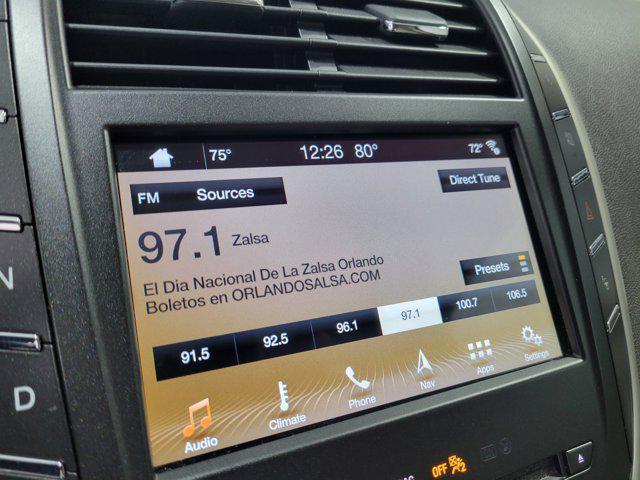 75° 12:26 80° 72°
FM Sources Direct Tune
97.1 Zalsa
El Dia Nacional De La Zalsa Orlando
Boletos en ORLANDOSALSA.COM
Presets
91.5 92.5 96.1 97.1 100.7 106.5
Audio Climate Phone Nav Apps Settings
N
D
OFF